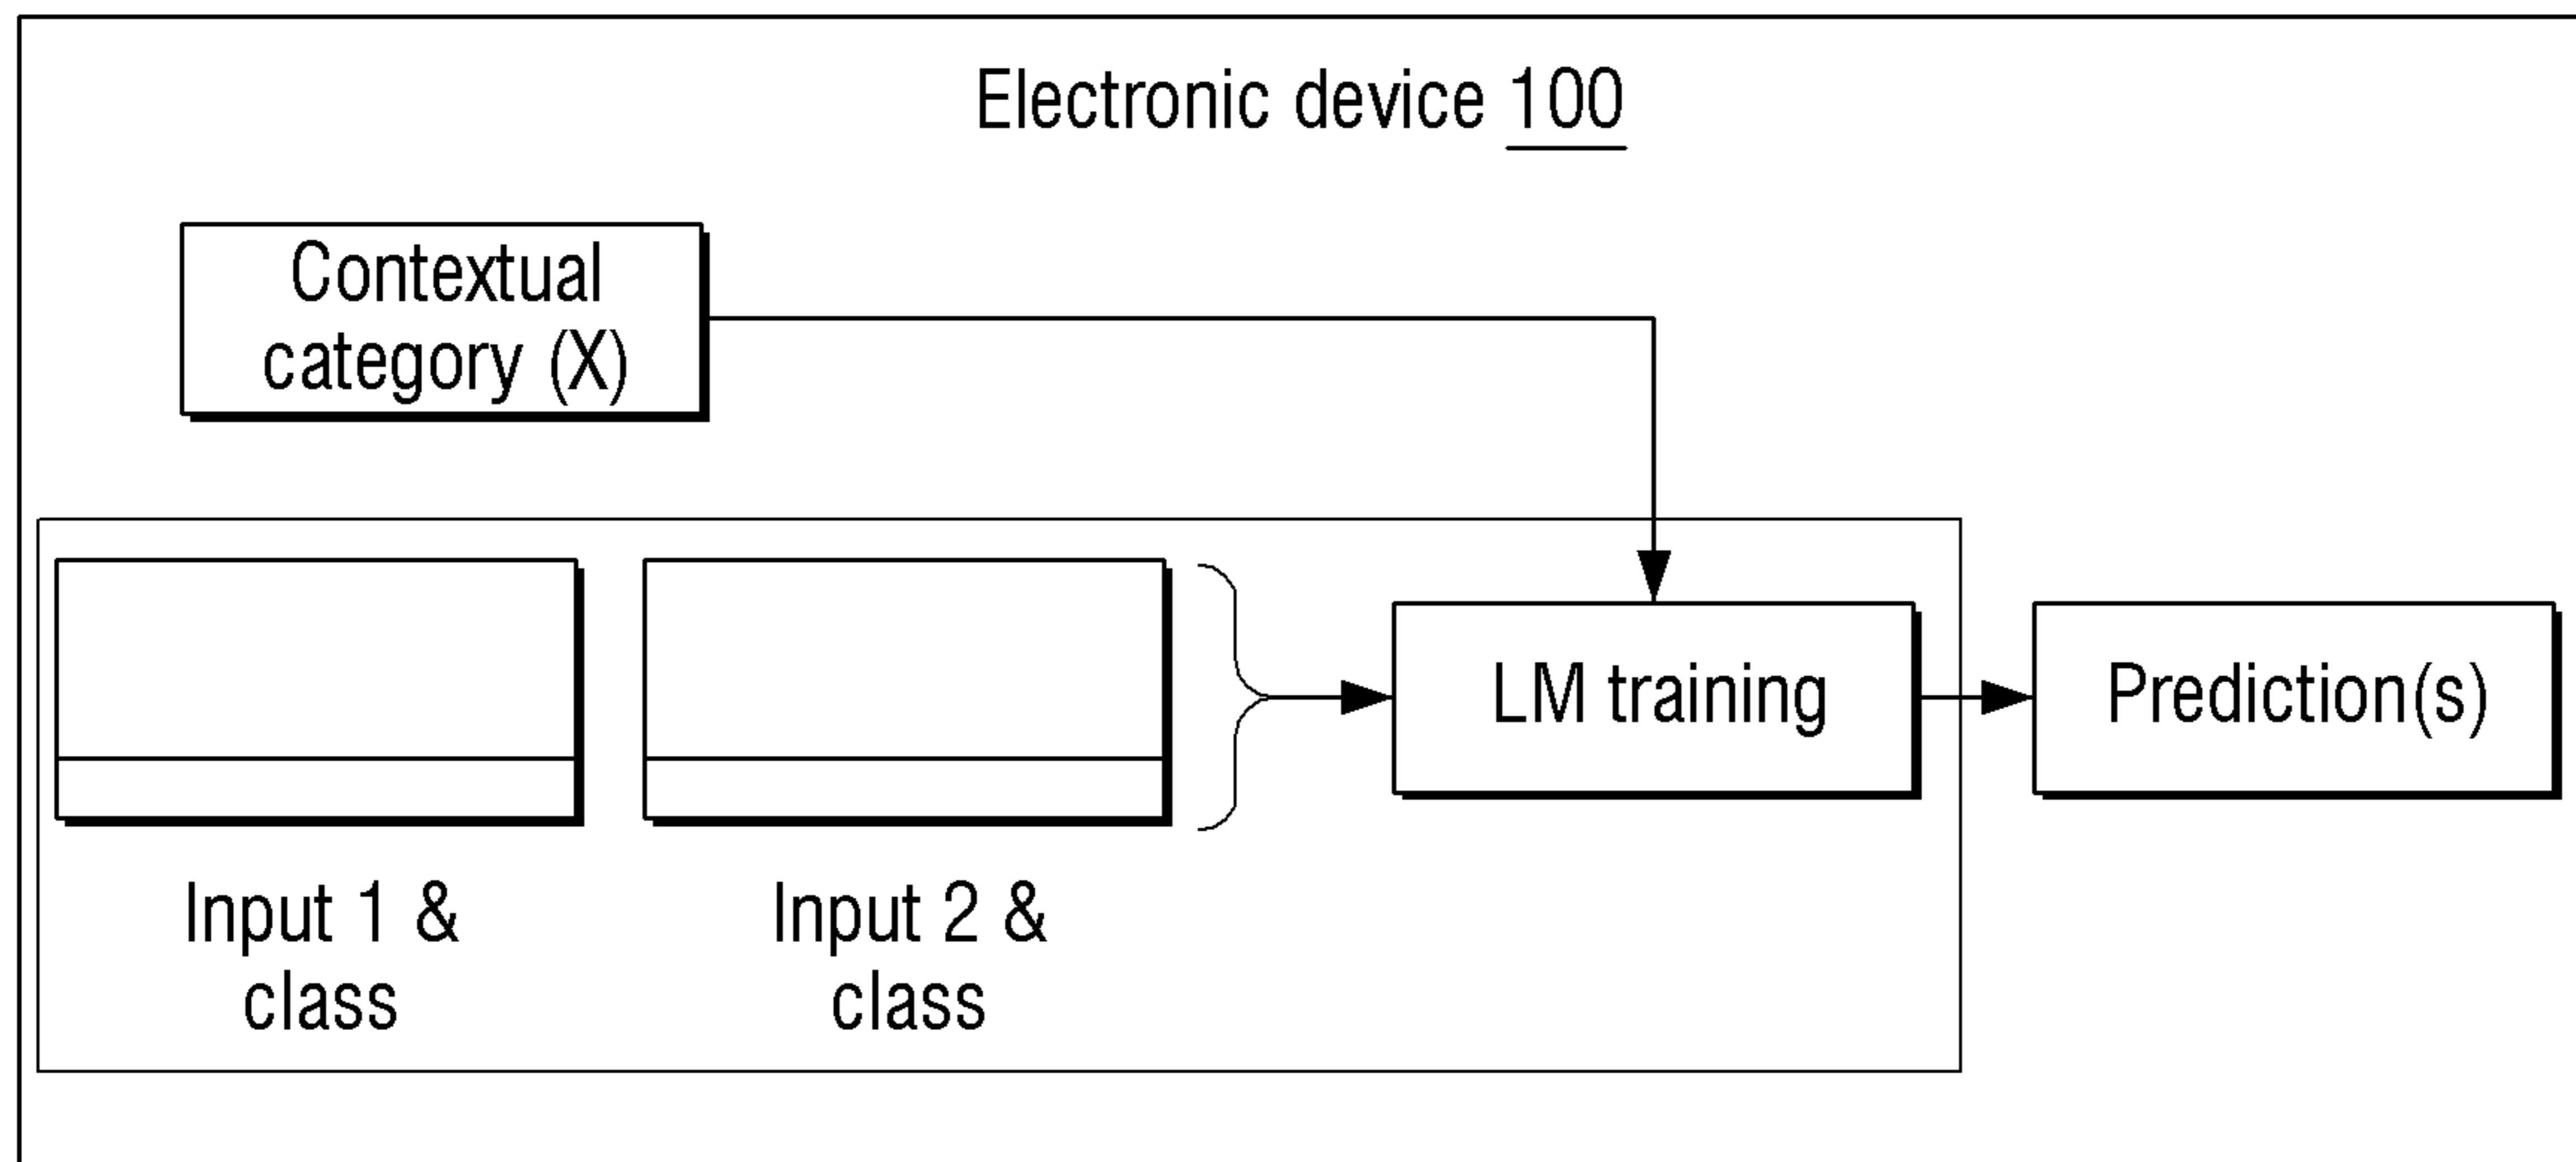 Electronic device 100
Contextual
category (X)
LM training
Prediction(s)
Input 1 &
class
Input 2 &
class